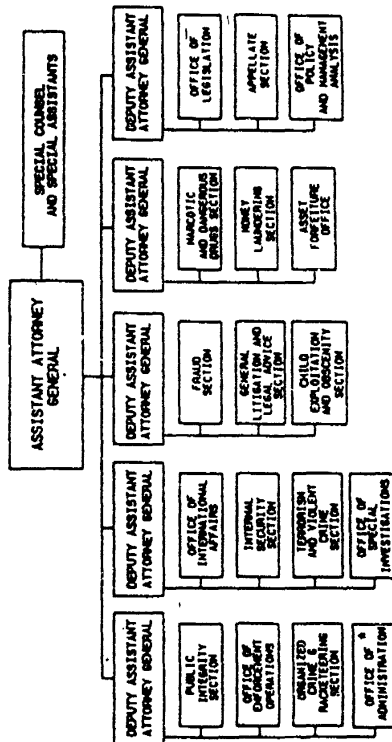 ASSISTANT ATTORNEY
GENERAL
SPECIAL COUNSEL
AND SPECIAL ASSISTANTS
DEPUTY ASSISTANT
ATTORNEY GENERAL
PUBLIC
INTEGRITY
SECTION
OFFICE OF
ENFORCEMENT
OPERATIONS
ORGANIZED
CRIME &
RACKETEERING
SECTION
OFFICE OF *
ADMINISTRATION
DEPUTY ASSISTANT
ATTORNEY GENERAL
OFFICE OF
INTERNATIONAL
AFFAIRS
INTERNAL
SECURITY
SECTION
TERRORISM
AND VIOLENT
CRIME
SECTION
OFFICE OF
SPECIAL
INVESTIGATIONS
DEPUTY ASSISTANT
ATTORNEY GENERAL
FRAUD
SECTION
GENERAL
LITIGATION AND
LEGAL ADVICE
SECTION
CHILD
EXPLOITATION
AND OBSCENITY
SECTION
DEPUTY ASSISTANT
ATTORNEY GENERAL
NARCOTIC
AND DANGEROUS
DRUGS SECTION
MONEY
LAUNDERING
SECTION
ASSET
FORFEITURE
OFFICE
DEPUTY ASSISTANT
ATTORNEY GENERAL
OFFICE OF
LEGISLATION
APPELLATE
SECTION
OFFICE OF
POLICY
AND MANAGEMENT
ANALYSIS